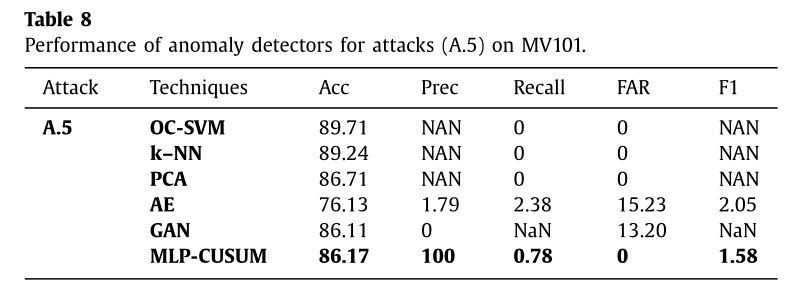 Table 8
Performance of anomaly detectors for attacks (A.5) on MV101.
Attack Techniques Acc Prec Recall FAR F1
A.5 OC-SVM 89.71 NAN 0 0 NAN
k–NN 89.24 NAN 0 0 NAN
PCA 86.71 NAN 0 0 NAN
AE 76.13 1.79 2.38 15.23 2.05
GAN 86.11 0 NaN 13.20 NaN
MLP-CUSUM 86.17 100 0.78 0 1.58